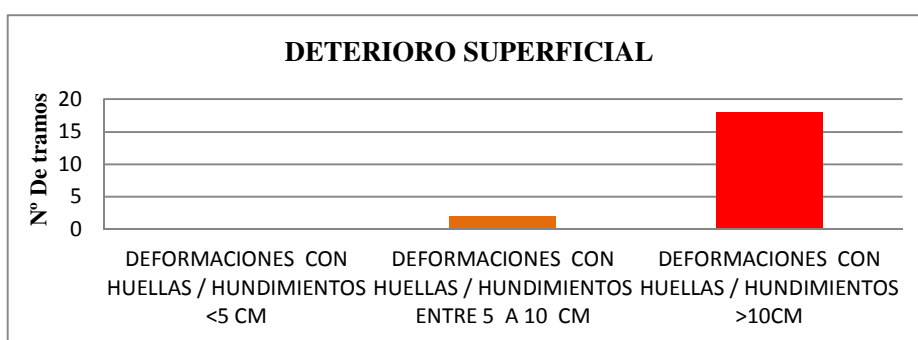 DETERIORO SUPERFICIAL
Nº De tramos
20
15
10
5
0
DEFORMACIONES CON
HUELLAS / HUNDIMIENTOS
<5 CM
DEFORMACIONES CON
HUELLAS / HUNDIMIENTOS
ENTRE 5 A 10 CM
DEFORMACIONES CON
HUELLAS / HUNDIMIENTOS
>10CM